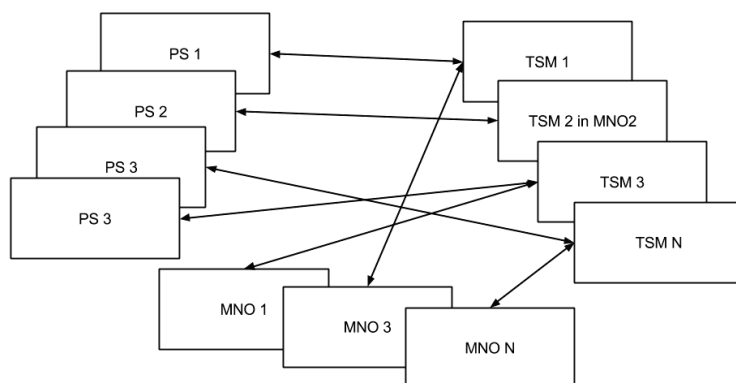 PS 1
PS 2
PS 3
PS 3
TSM 1
TSM 2 in MNO2
TSM 3
TSM N
MNO 1
MNO 3
MNO N